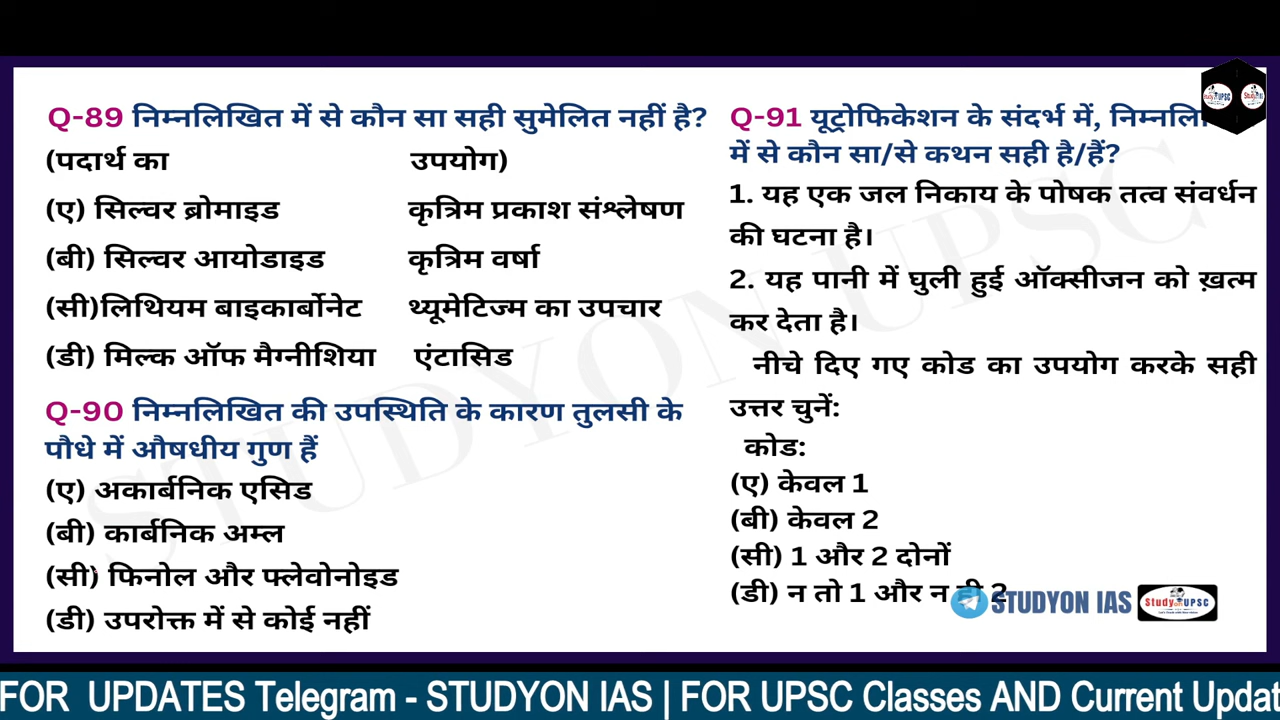 Q-89 निम्नलिखित में से कौन सा सही सुमेलित नहीं है?
(पदार्थ का उपयोग)
(ए) सिल्वर ब्रोमाइड कृत्रिम प्रकाश संश्लेषण
(बी) सिल्वर आयोडाइड कृत्रिम वर्षा
(सी)लिथियम बाइकार्बोनेट थ्यूमेटिज्म का उपचार
(डी) मिल्क ऑफ मैग्नीशिया एंटासिड
Q-90 निम्नलिखित की उपस्थिति के कारण तुलसी के
पौधे में औषधीय गुण हैं
(ए) अकार्बनिक एसिड
(बी) कार्बनिक अम्ल
(सी) फिनोल और फ्लेवोनोइड
(डी) उपरोक्त में से कोई नहीं
Q-91 यूट्रोफिकेशन के संदर्भ में,
में से कौन सा/से कथन सही है/हैं?
1. यह एक जल निकाय के पोषक तत्व संवर्धन
की घटना है।
2. यह पानी में घुली हुई ऑक्सीजन को ख़त्म
कर देता है।
नीचे दिए गए कोड का उपयोग करके सही
उत्तर चुनें:
कोड:
(ए) केवल 1
(बी) केवल 2
(सी) 1 और 2 दोनों
(डी) न तो 1 और न ही 2
STUDYON IAS
StudyonUPSC
STUDYON UPSC
FOR UPDATES Telegram - STUDYON IAS | FOR UPSC Classes AND Current Updat